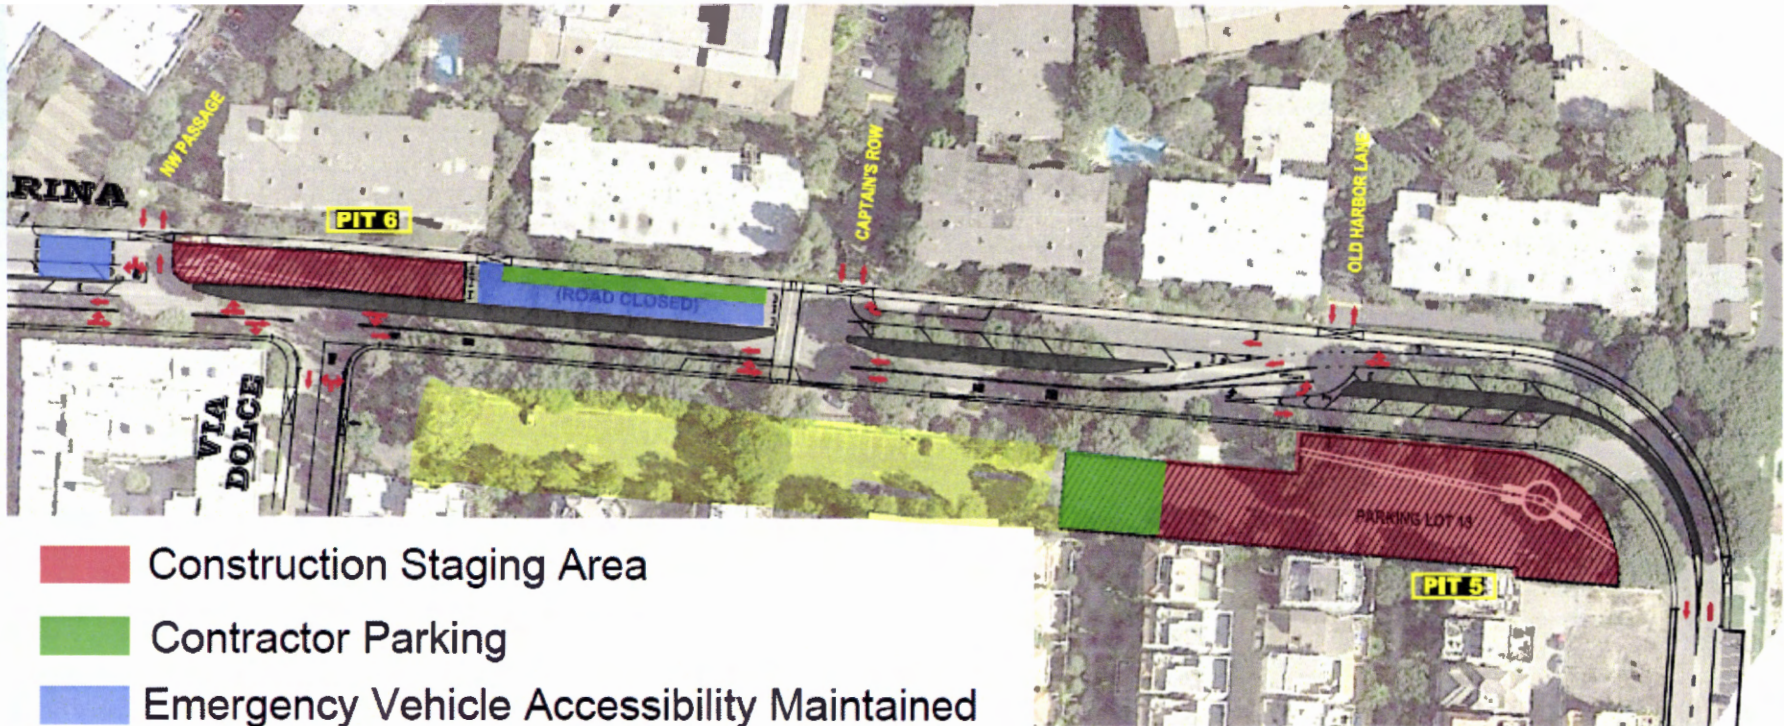 NW PASSAGE
CAPTAIN'S ROW
OLD HARBOR LANE
RINA
PIT 6
(ROAD CLOSED)
VIA
DOLCE
PARKING LOT 13
PIT 5
Construction Staging Area
Contractor Parking
Emergency Vehicle Accessibility Maintained